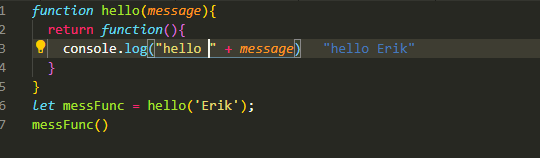 1 function hello(message){
2   return function(){
3     console.log("hello " + message)   "hello Erik"
4   }
5 }
6 let messFunc = hello('Erik');
7 messFunc()